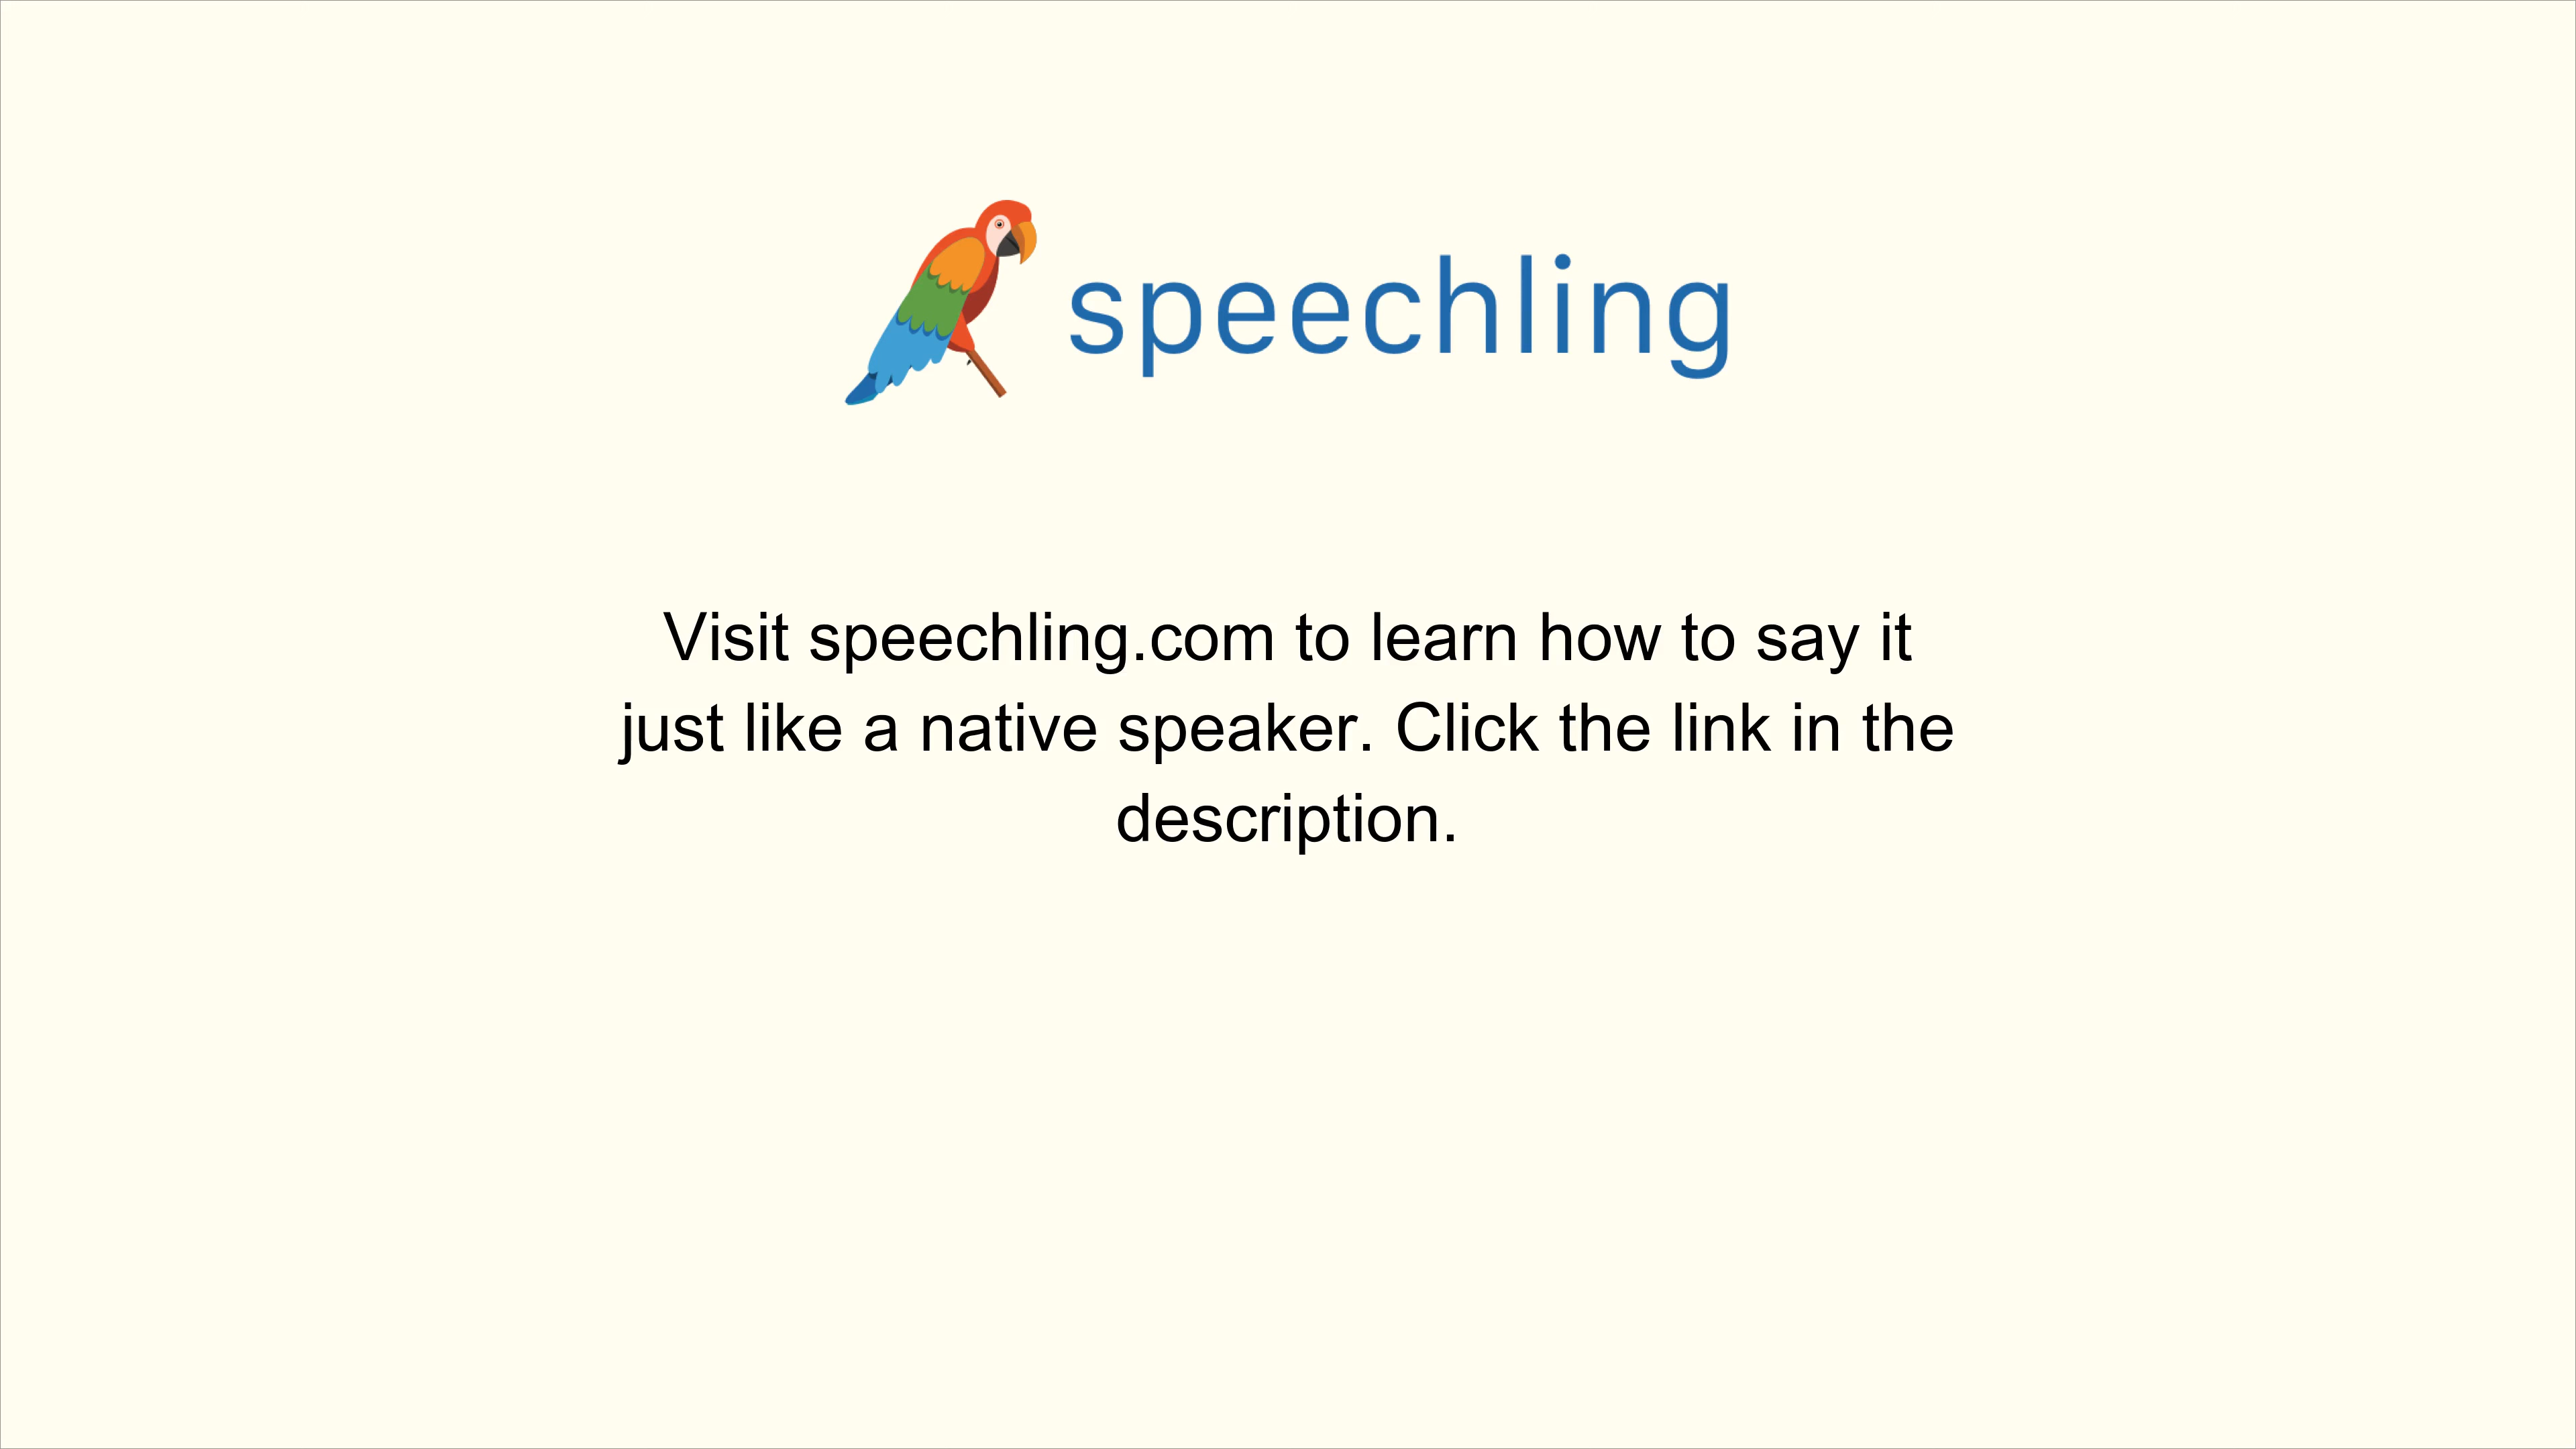 speechling
Visit speechling.com to learn how to say it
just like a native speaker. Click the link in the
description.